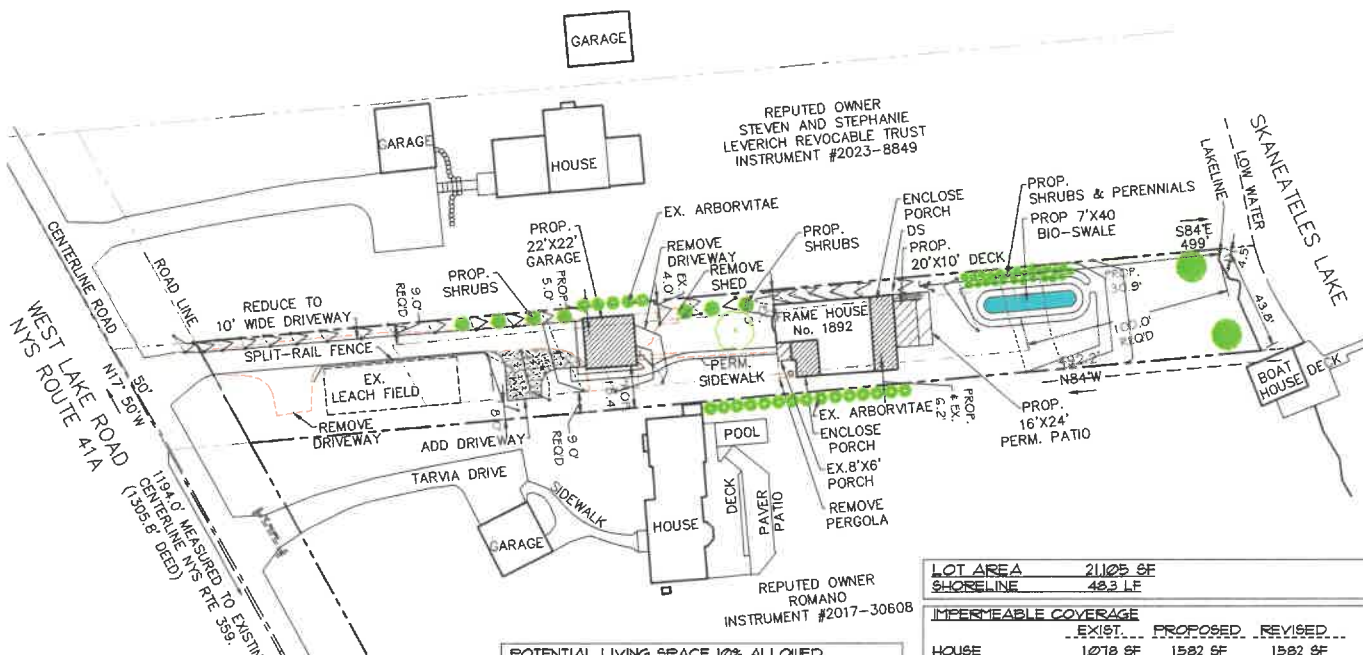 GARAGE
REPUTED OWNER
STEVEN AND STEPHANIE
LEVERICH REVOCABLE TRUST
INSTRUMENT #2023-8849
GARAGE
HOUSE
SKANEATELES LAKE
LAKELINE
LOW WATER
PROP.
SHRUBS & PERENNIALS
PROP 7'X40
BIO-SWALE
ENCLOSE
PORCH
DS
PROP.
20'X10' DECK
S84°E
499'
4.5'
43.8'
EX. ARBORVITAE
PROP.
22'X22'
GARAGE
REMOVE
DRIVEWAY
EX.
4.0'
REMOVE
SHED
PROP.
SHRUBS
PROP.
SHRUBS
PROP.
5.0'
9.0'
REQ'D
CENTERLINE ROAD
ROAD LINE
REDUCE TO
10' WIDE DRIVEWAY
SPLIT-RAIL FENCE
EX.
LEACH FIELD
REMOVE
DRIVEWAY
WEST LAKE ROAD
NYS ROUTE 41A
N17°50'W
50'
1194.0' MEASURED TO EXISTING
CENTERLINE NYS RTE 359.
(1305.8' DEED)
RAME HOUSE
No. 1892
PERM.
SIDEWALK
PROP.
30.9'
100.0'
REQ'D
492.2'
N84°W
BOAT
HOUSE
DECK
ADD DRIVEWAY
9.0'
REQ'D
TARVIA DRIVE
SIDEWALK
GARAGE
HOUSE
POOL
DECK
PAVER
PATIO
EX. ARBORVITAE
ENCLOSE
PORCH
EX.8'X6'
PORCH
REMOVE
PERGOLA
PROP.
4 EX.
6.2'
PROP.
16'X24'
PERM. PATIO
REPUTED OWNER
ROMANO
INSTRUMENT #2017-30608
LOT AREA 21,105 SF
SHORELINE 48.3 LF
IMPERMEABLE COVERAGE
EXIST. PROPOSED REVISED
HOUSE 1,078 SF 1582 SF 1582 SF
POTENTIAL LIVING SPACE 10% ALLOWED